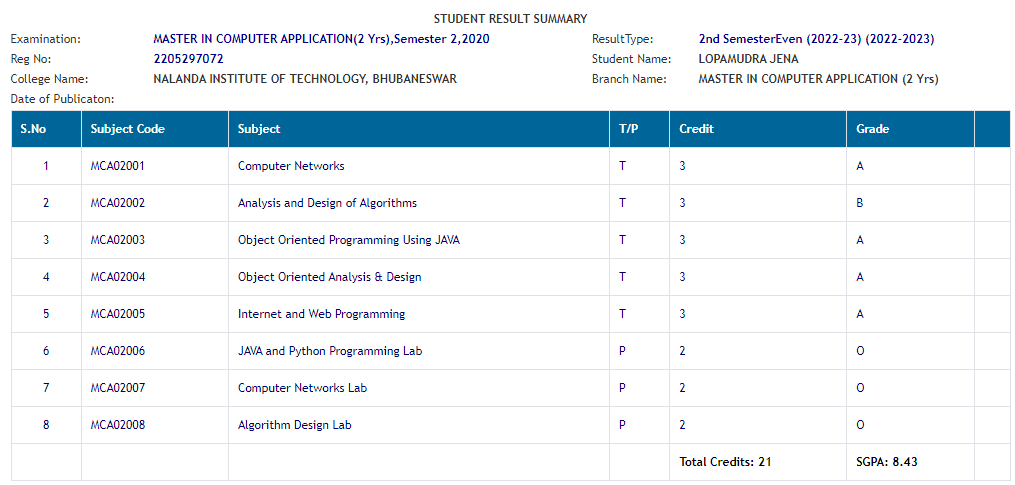 STUDENT RESULT SUMMARY
Examination: MASTER IN COMPUTER APPLICATION(2 Yrs),Semester 2,2020 ResultType: 2nd SemesterEven (2022-23) (2022-2023)
Reg No: 2205297072 Student Name: LOPAMUDRA JENA
College Name: NALANDA INSTITUTE OF TECHNOLOGY, BHUBANESWAR Branch Name: MASTER IN COMPUTER APPLICATION (2 Yrs)
Date of Publicaton:
S.No Subject Code Subject T/P Credit Grade
1 MCA02001 Computer Networks T 3 A
2 MCA02002 Analysis and Design of Algorithms T 3 B
3 MCA02003 Object Oriented Programming Using JAVA T 3 A
4 MCA02004 Object Oriented Analysis & Design T 3 A
5 MCA02005 Internet and Web Programming T 3 A
6 MCA02006 JAVA and Python Programming Lab P 2 O
7 MCA02007 Computer Networks Lab P 2 O
8 MCA02008 Algorithm Design Lab P 2 O
Total Credits: 21 SGPA: 8.43